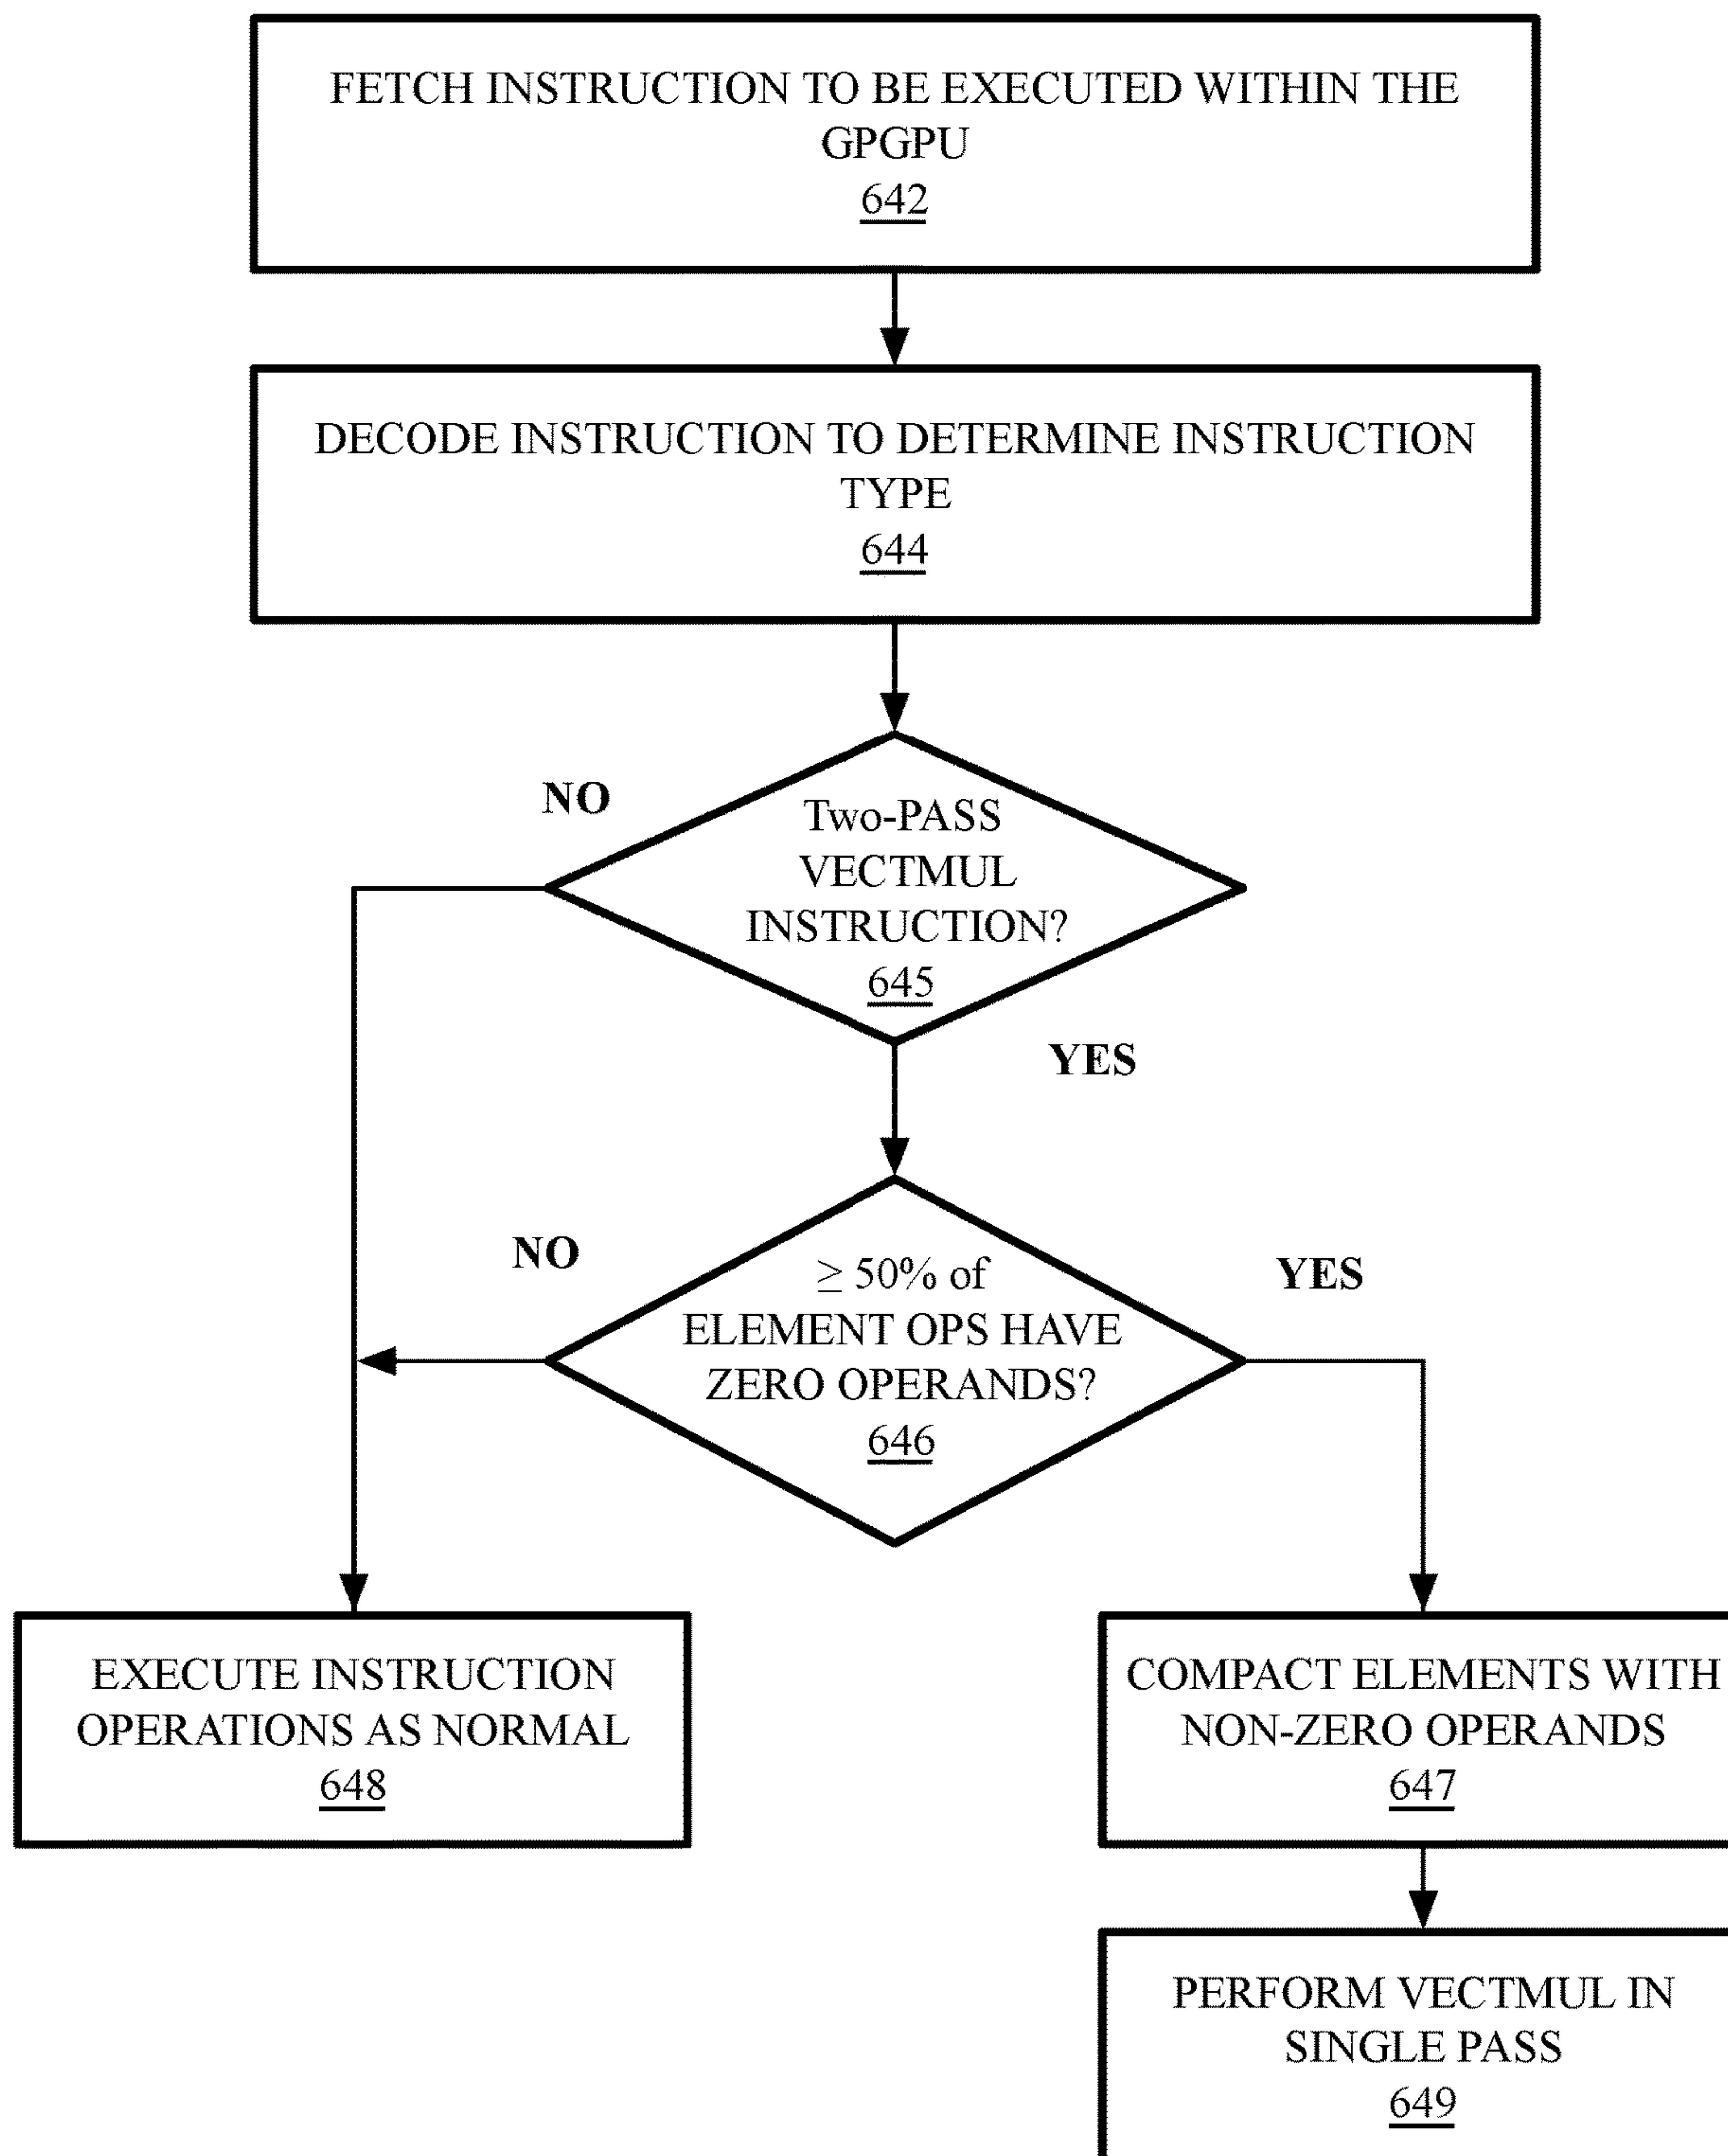 FETCH INSTRUCTION TO BE EXECUTED WITHIN THE
GPGPU
642
DECODE INSTRUCTION TO DETERMINE INSTRUCTION
TYPE
644
NO
Two-PASS
VECTMUL
INSTRUCTION?
645
YES
NO
≥ 50% of
ELEMENT OPS HAVE
ZERO OPERANDS?
646
YES
EXECUTE INSTRUCTION
OPERATIONS AS NORMAL
648
COMPACT ELEMENTS WITH
NON-ZERO OPERANDS
647
PERFORM VECTMUL IN
SINGLE PASS
649